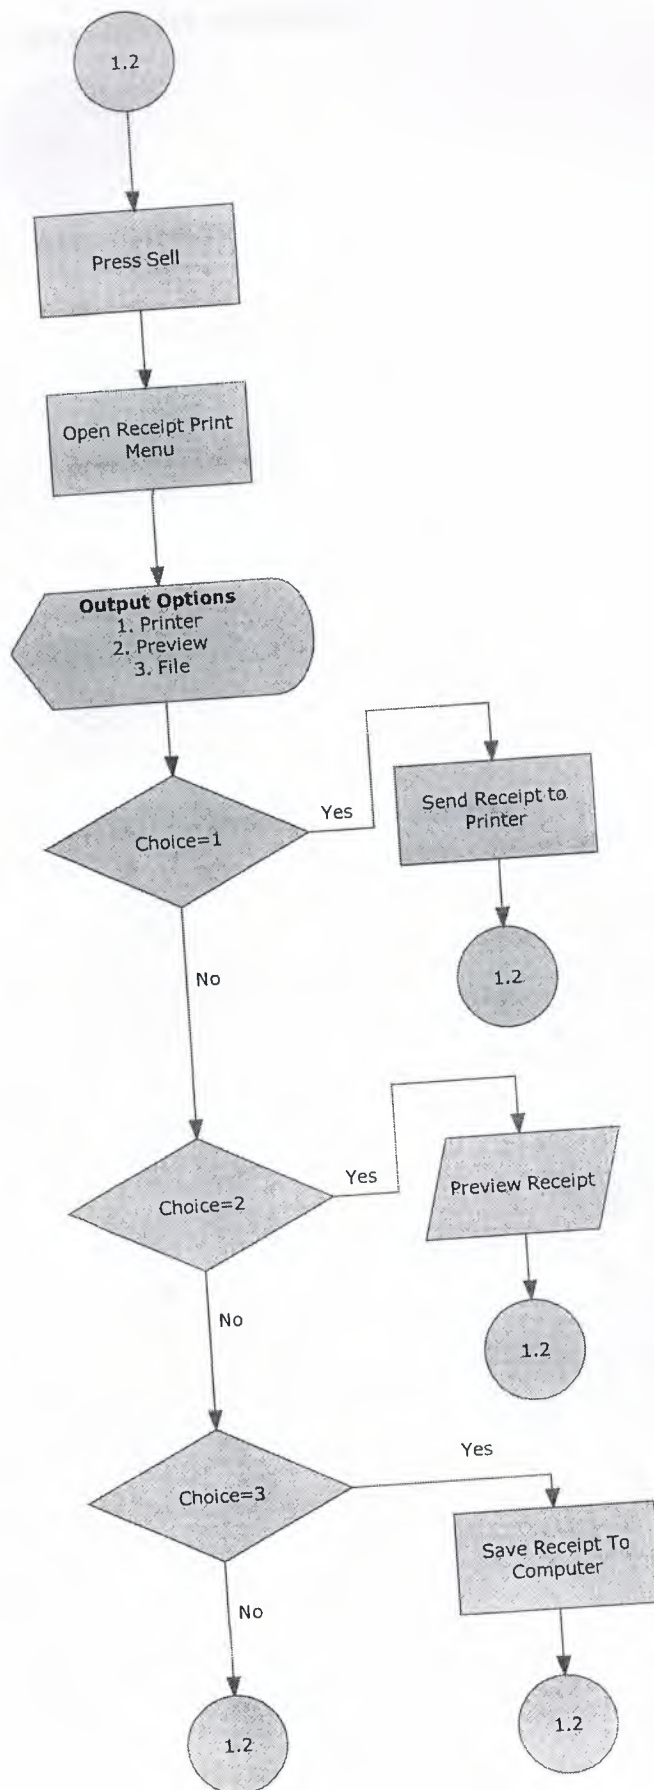 1.2
Press Sell
Open Receipt Print
Menu
Output Options
1. Printer
2. Preview
3. File
Choice=1
Yes
Send Receipt to
Printer
1.2
No
Choice=2
Yes
Preview Receipt
1.2
No
Choice=3
Yes
Save Receipt To
Computer
1.2
No
1.2